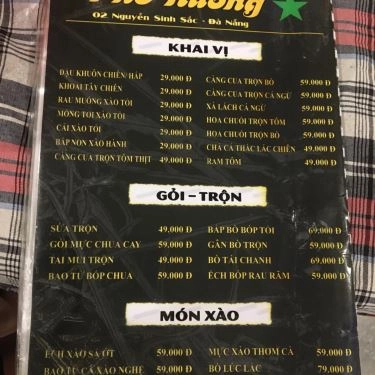 Phố Nướng
02 Nguyễn Sinh Sắc - Đà Nẵng
KHAI VỊ
ĐẬU KHUÔN CHIÊN/HẤP 29.000 Đ
KHOAI TÂY CHIÊN 29.000 Đ
RAU MUỐNG XÀO TỎI 29.000 Đ
MỒNG TƠI XÀO TỎI 29.000 Đ
CẢI XÀO TỎI 29.000 Đ
BẮP NON XÀO HÀNH 29.000 Đ
CÀNG CUA TRỘN TÔM THỊT 49.000 Đ
CÀNG CUA TRỘN BÒ 59.000 Đ
CÀNG CUA TRỘN CÁ NGỪ 59.000 Đ
XÀ LÁCH CÁ NGỪ 59.000 Đ
HOA CHUỐI TRỘN TÔM 59.000 Đ
HOA CHUỐI TRỘN BÒ 59.000 Đ
CHẢ CÁ THÁC LÁC CHIÊN 49.000 Đ
RAM TÔM 49.000 Đ
GỎI - TRỘN
SỨA TRỘN 49.000 Đ
GỎI MỰC CHUA CAY 59.000 Đ
TAI MŨI TRỘN 49.000 Đ
BAO TỬ BÓP CHUA 59.000 Đ
BẮP BÒ BÓP TỎI 69.000 Đ
GÂN BÒ TRỘN 59.000 Đ
BÒ TÁI CHANH 69.000 Đ
ẾCH BÓP RAU RĂM 59.000 Đ
MÓN XÀO
ẾCH XÀO SẢ ỚT 59.000 Đ
BAO TỬ CÁ XÀO NGHỆ 59.000 Đ
MỰC XÀO THƠM CÀ 59.000 Đ
BÒ LÚC LẮC 79.000 Đ